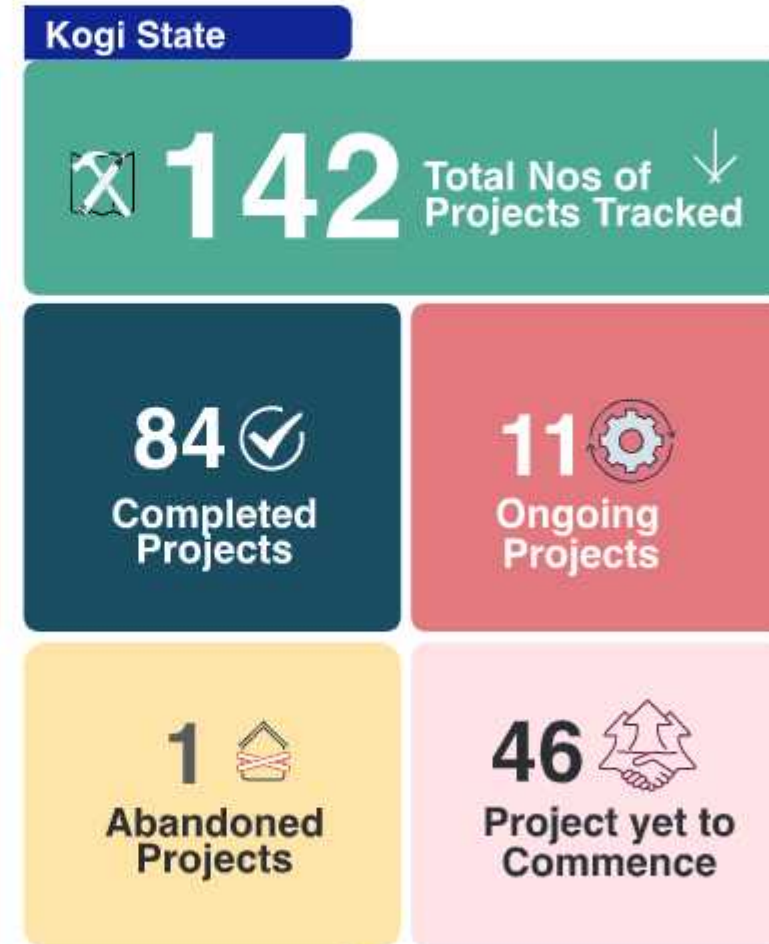 Kogi State
142
Total Nos of
Projects Tracked
84
Completed
Projects
11
Ongoing
Projects
1
Abandoned
Projects
46
Project yet to
Commence